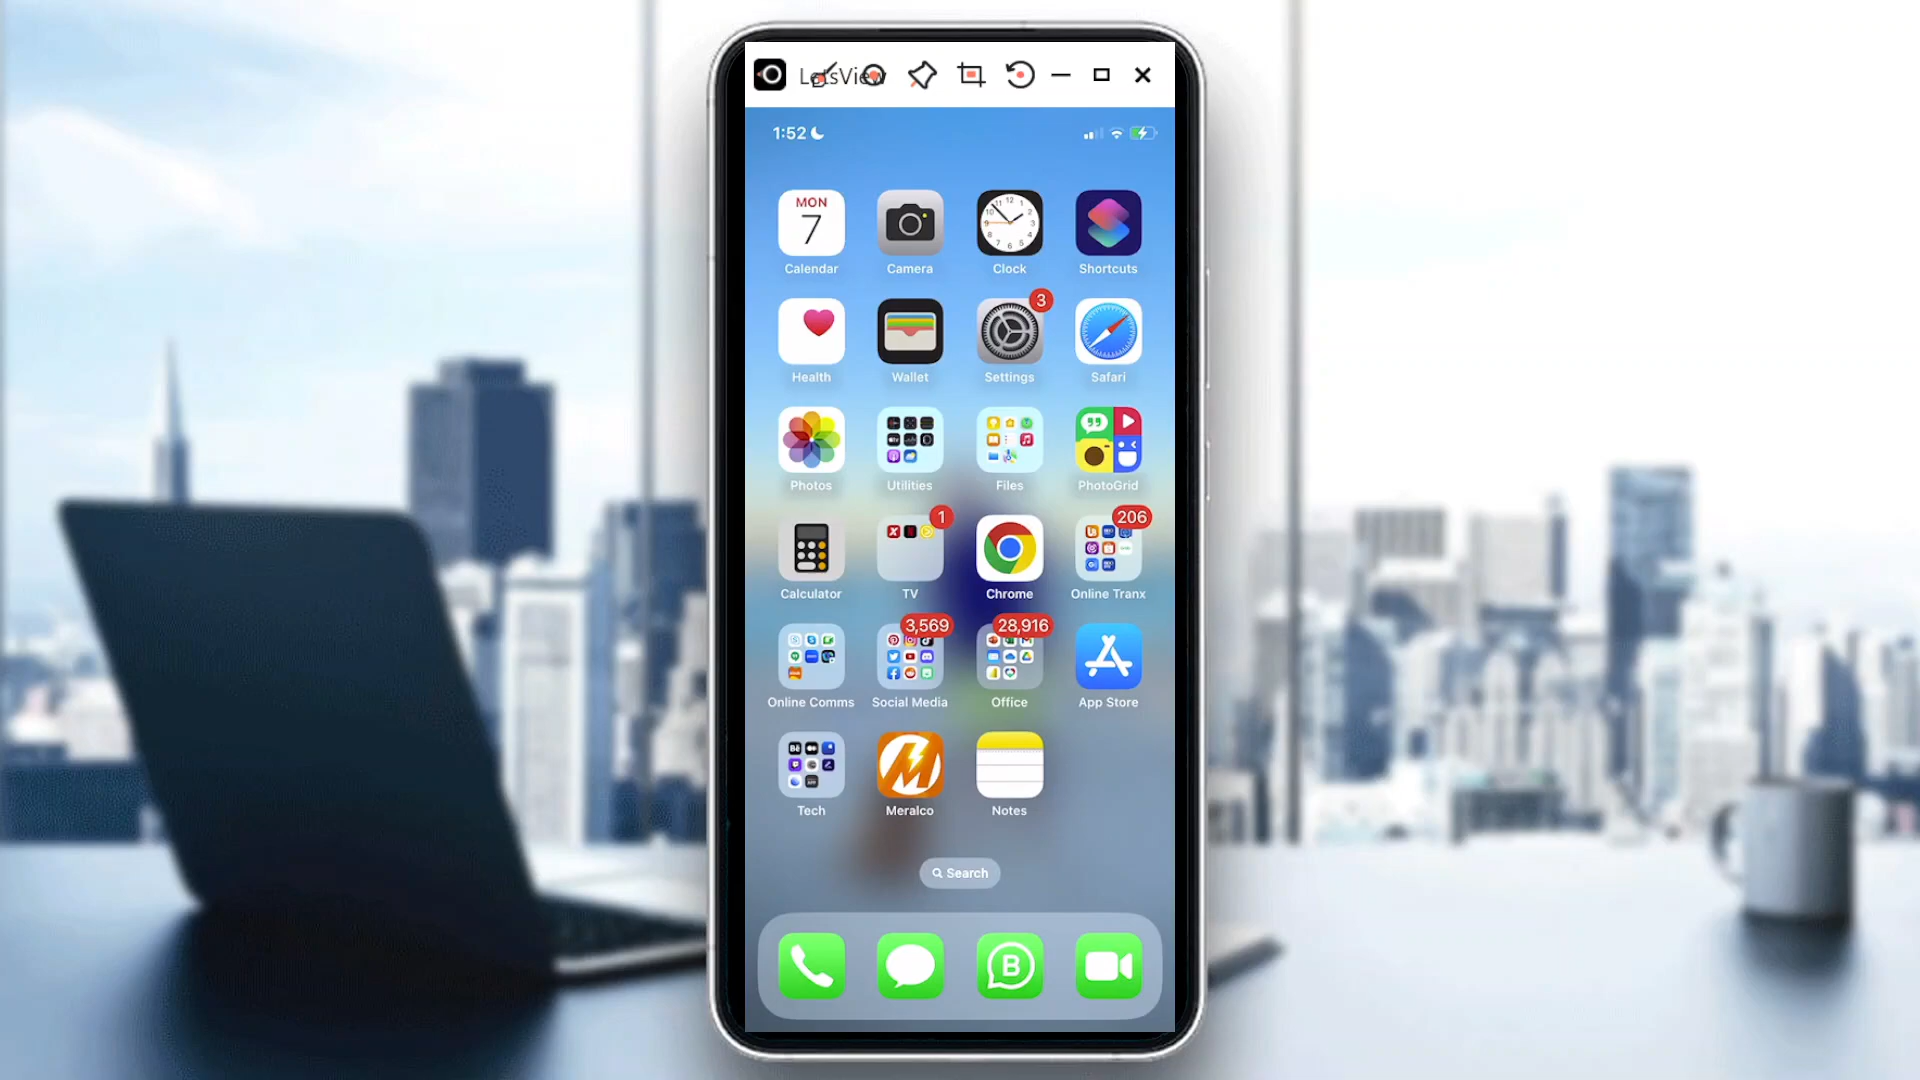 LetsView
1:52
MON
7
Calendar Camera Clock Shortcuts
3
Health Wallet Settings Safari
Photos Utilities Files PhotoGrid
1 206
Calculator TV Chrome Online Tranx
3,569 28,916
Online Comms Social Media Office App Store
Tech Meralco Notes
Search
B